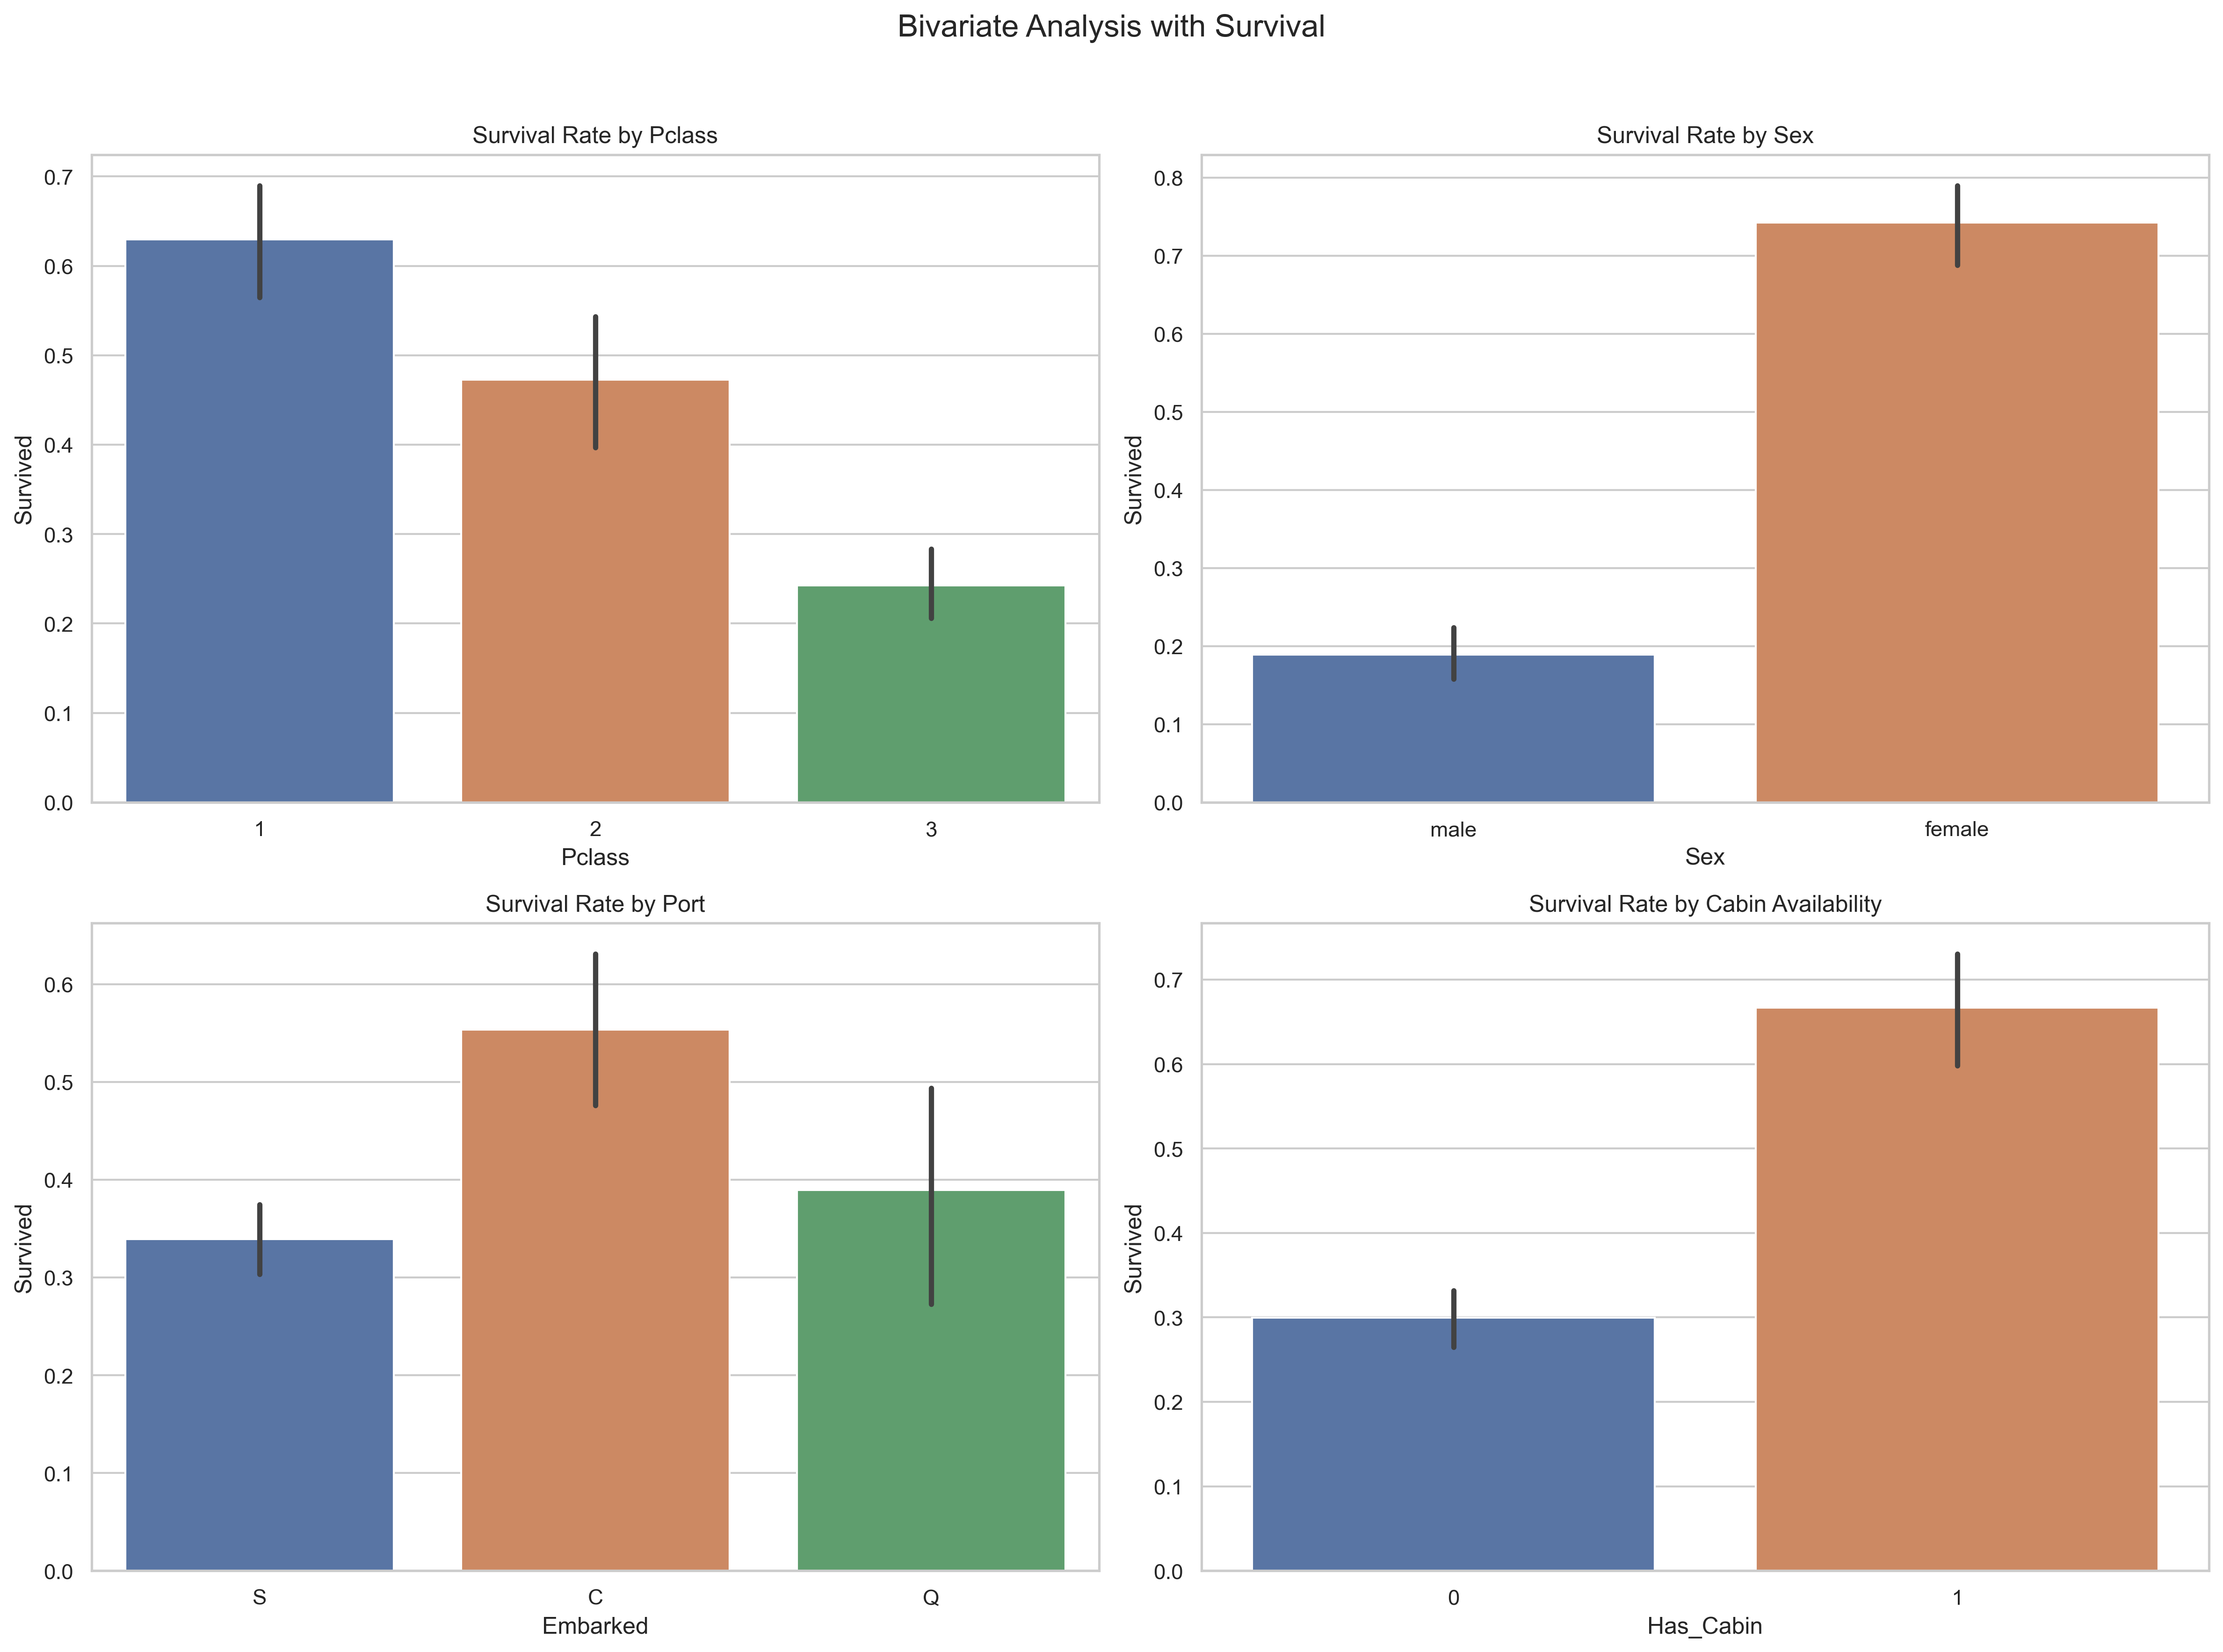 Bivariate Analysis with Survival
Survival Rate by Pclass
0.7
0.6
0.5
0.4
0.3
0.2
0.1
0.0
Survived
1 2 3
Pclass
Survival Rate by Sex
0.8
0.7
0.6
0.5
0.4
0.3
0.2
0.1
0.0
Survived
male female
Sex
Survival Rate by Port
0.6
0.5
0.4
0.3
0.2
0.1
0.0
Survived
S C Q
Embarked
Survival Rate by Cabin Availability
0.7
0.6
0.5
0.4
0.3
0.2
0.1
0.0
Survived
0 1
Has_Cabin